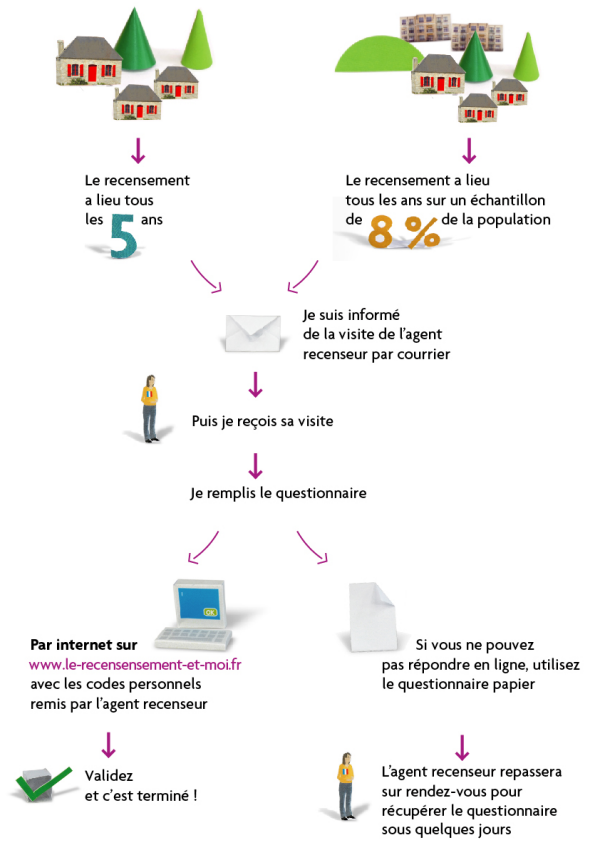 Le recensement
a lieu tous
les 5 ans
Le recensement a lieu
tous les ans sur un échantillon
de 8 % de la population
Je suis informé
de la visite de l'agent
recenseur par courrier
Puis je reçois sa visite
Je remplis le questionnaire
OK
Par internet sur
www.le-recensensement-et-moi.fr
avec les codes personnels
remis par l'agent recenseur
Si vous ne pouvez
pas répondre en ligne, utilisez
le questionnaire papier
Validez
et c'est terminé !
L'agent recenseur repassera
sur rendez-vous pour
récupérer le questionnaire
sous quelques jours